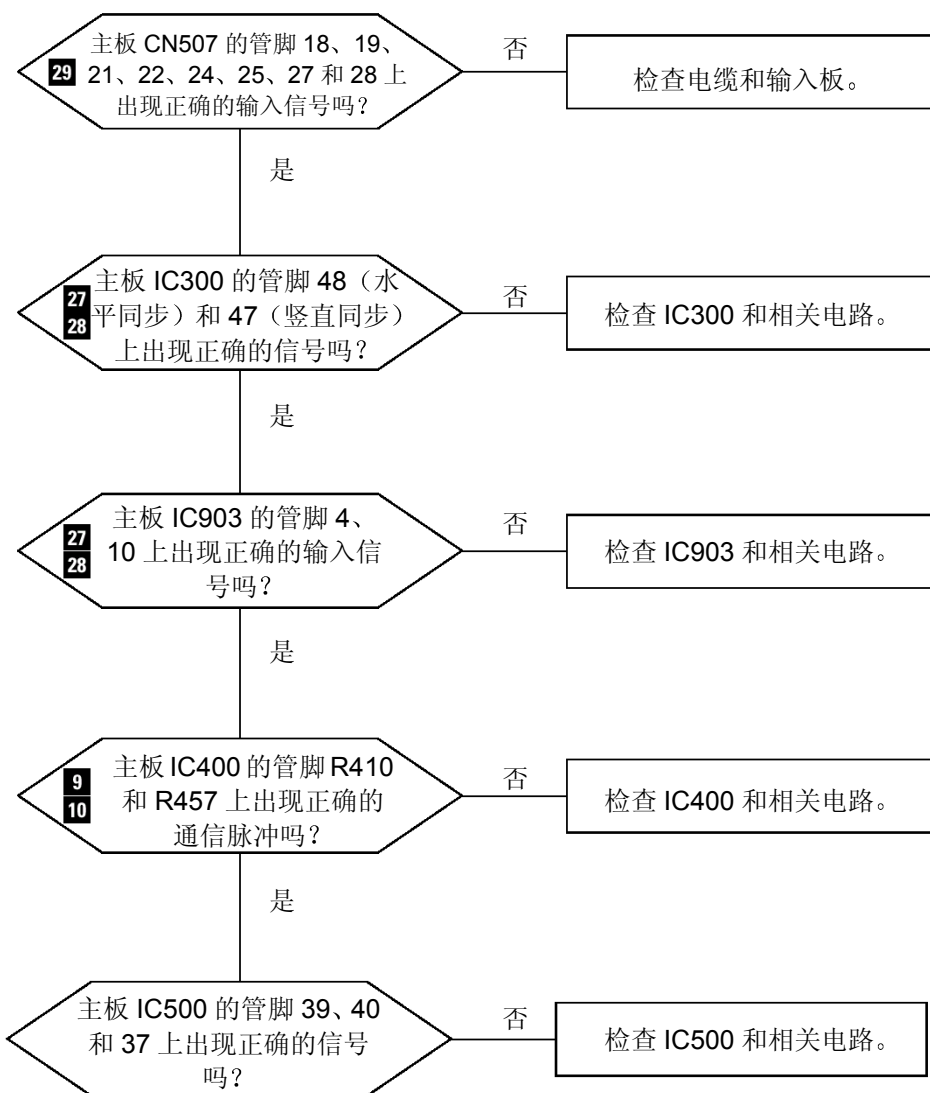 主板 CN507 的管脚 18、19、
29 21、22、24、25、27 和 28 上
出现正确的输入信号吗？
否
检查电缆和输入板。
是
主板 IC300 的管脚 48（水
27
平同步）和 47（竖直同步）
28
上出现正确的信号吗？
否
检查 IC300 和相关电路。
是
主板 IC903 的管脚 4、
27
10 上出现正确的输入信
28
号吗？
否
检查 IC903 和相关电路。
是
主板 IC400 的管脚 R410
9
和 R457 上出现正确的
10
通信脉冲吗？
否
检查 IC400 和相关电路。
是
主板 IC500 的管脚 39、40
和 37 上出现正确的信号
吗？
否
检查 IC500 和相关电路。